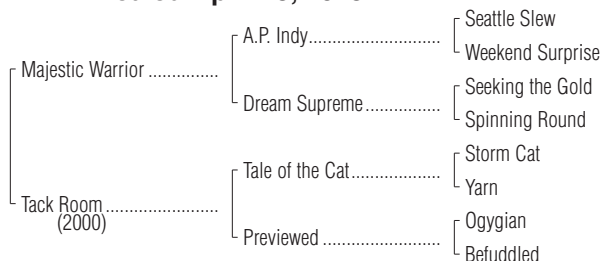 Seattle Slew
A.P. Indy
Weekend Surprise
Majestic Warrior
Seeking the Gold
Dream Supreme
Spinning Round
Storm Cat
Tale of the Cat
Yarn
Tack Room
(2000)
Ogygian
Previewed
Befuddled